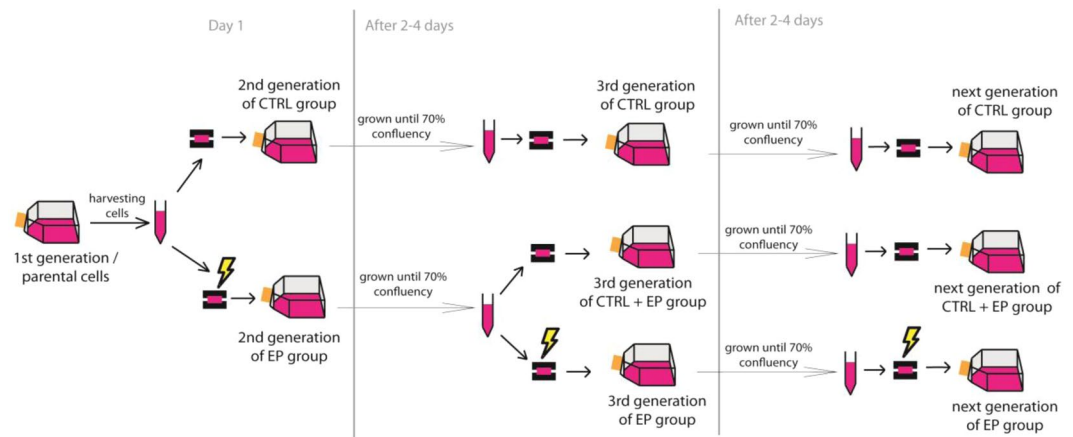 Day 1
After 2-4 days
After 2-4 days
2nd generation
of CTRL group
3rd generation
of CTRL group
next generation
of CTRL group
grown until 70%
confluency
grown until 70%
confluency
harvesting
cells
1st generation /
parental cells
grown until 70%
confluency
3rd generation
of CTRL + EP group
grown until 70%
confluency
next generation of
CTRL + EP group
2nd generation
of EP group
grown until 70%
confluency
3rd generation
of EP group
next generation
of EP group